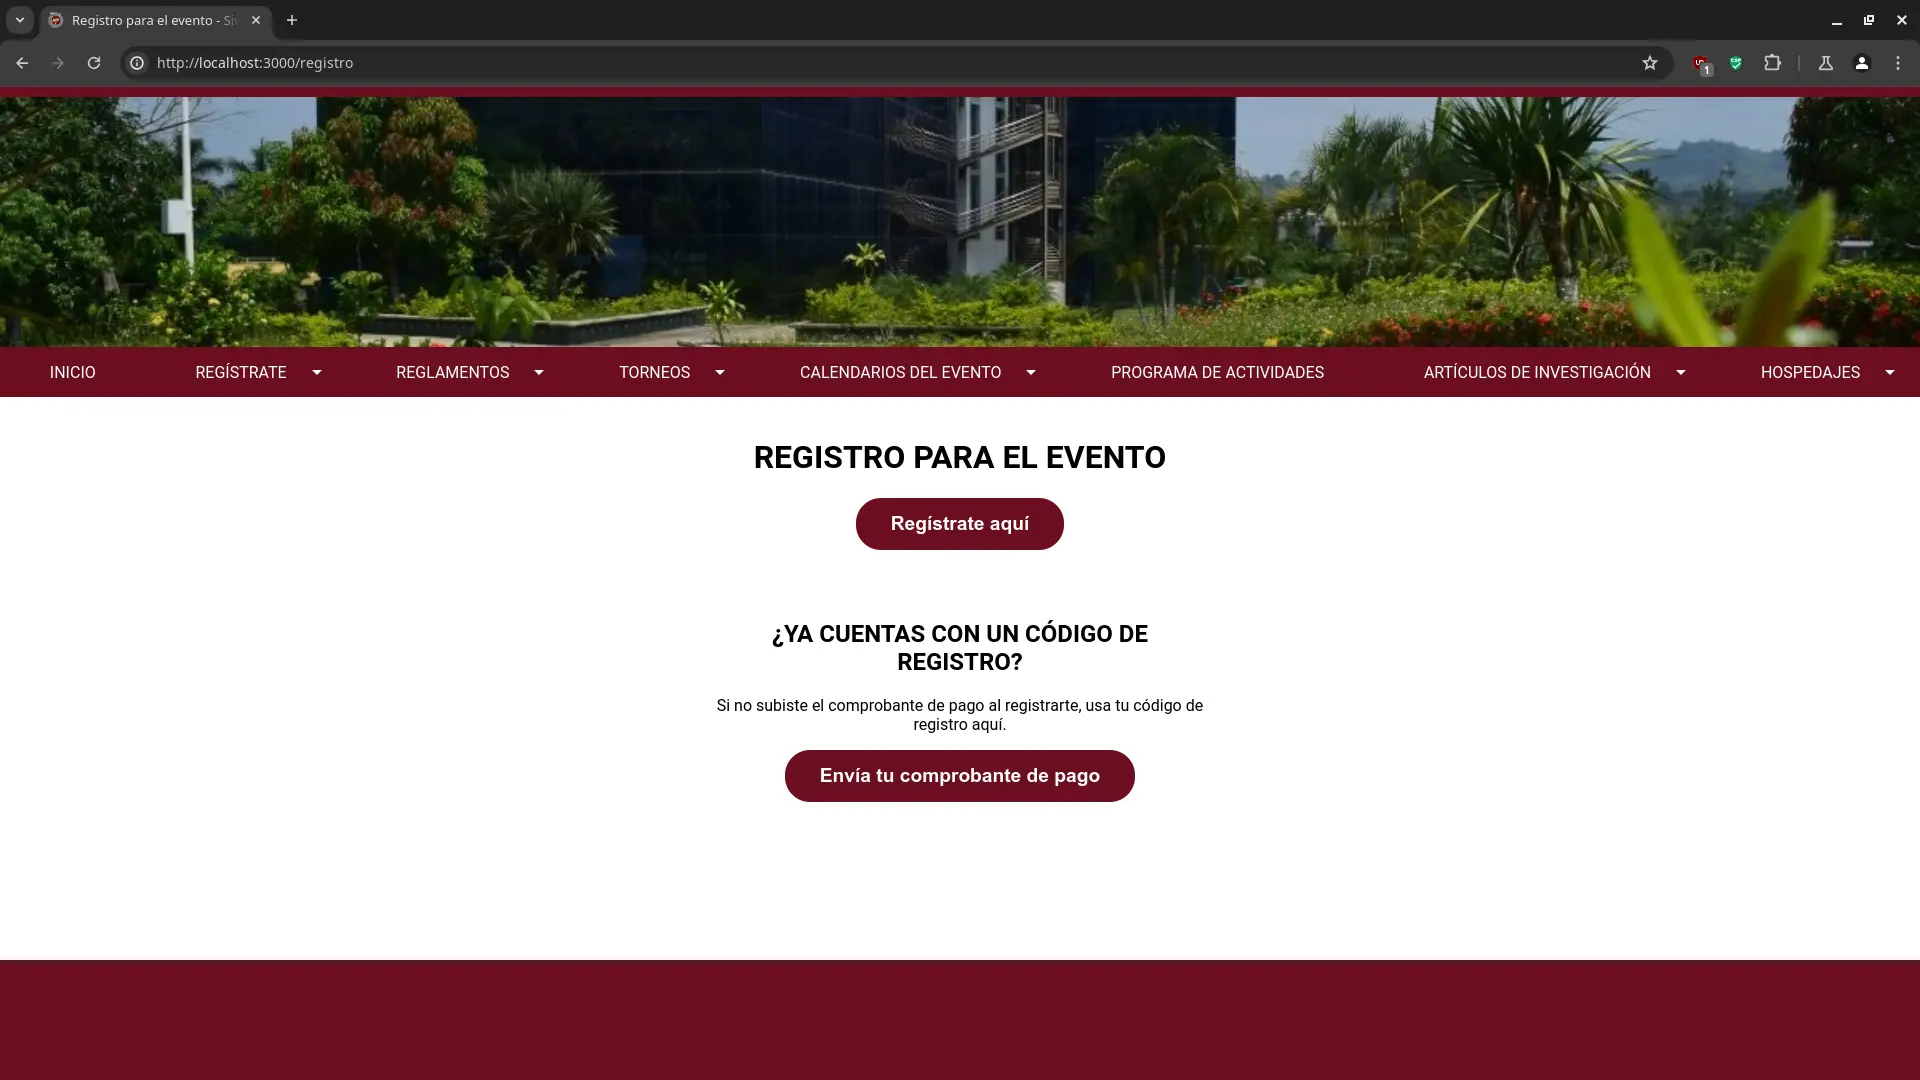 Registro para el evento - Siv
http://localhost:3000/registro
1
INICIO REGÍSTRATE REGLAMENTOS TORNEOS CALENDARIOS DEL EVENTO PROGRAMA DE ACTIVIDADES ARTÍCULOS DE INVESTIGACIÓN HOSPEDAJES
REGISTRO PARA EL EVENTO
Regístrate aquí
¿YA CUENTAS CON UN CÓDIGO DE
REGISTRO?
Si no subiste el comprobante de pago al registrarte, usa tu código de
registro aquí.
Envía tu comprobante de pago